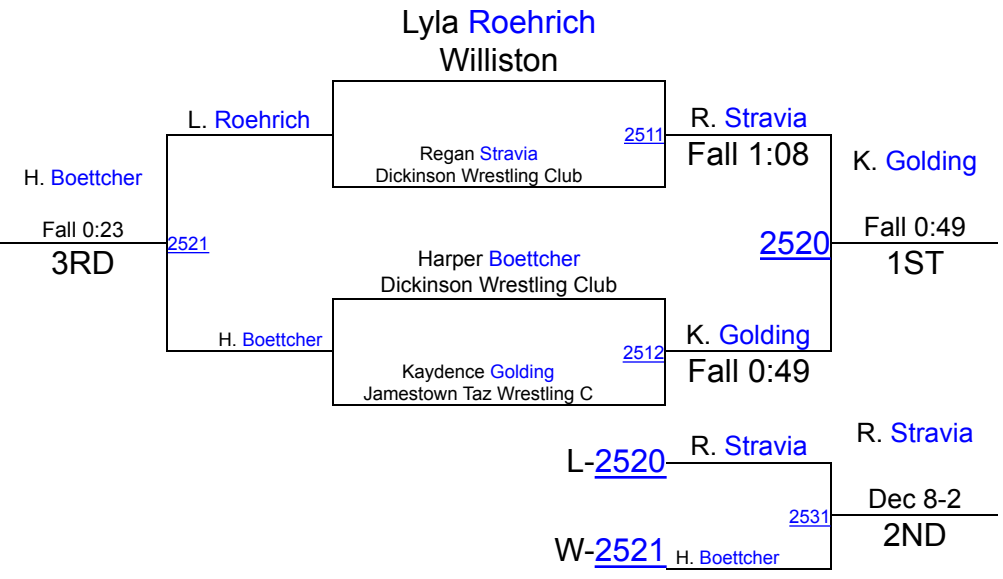 Lyla Roehrich
Williston
L. Roehrich
2511
R. Stravia
Fall 1:08
Regan Stravia
Dickinson Wrestling Club
H. Boettcher
Fall 0:23
3RD
2521
K. Golding
Fall 0:49
1ST
2520
Harper Boettcher
Dickinson Wrestling Club
H. Boettcher
2512
K. Golding
Fall 0:49
Kaydence Golding
Jamestown Taz Wrestling C
L-2520
R. Stravia
R. Stravia
Dec 8-2
2ND
2531
W-2521
H. Boettcher